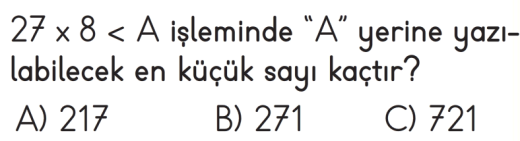 27 x 8 < A işleminde "A" yerine yazı-
labilecek en küçük sayı kaçtır?
A) 217 B) 271 C) 721